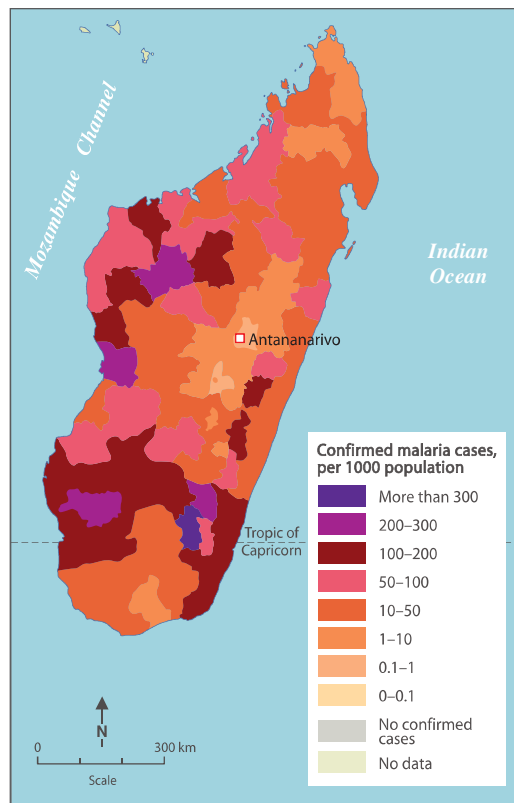 Mozambique Channel
Indian
Ocean
Antananarivo
Tropic of
Capricorn
Confirmed malaria cases,
per 1000 population
More than 300
200–300
100–200
50–100
10–50
1–10
0.1–1
0–0.1
No confirmed
cases
No data
N
0
300 km
Scale